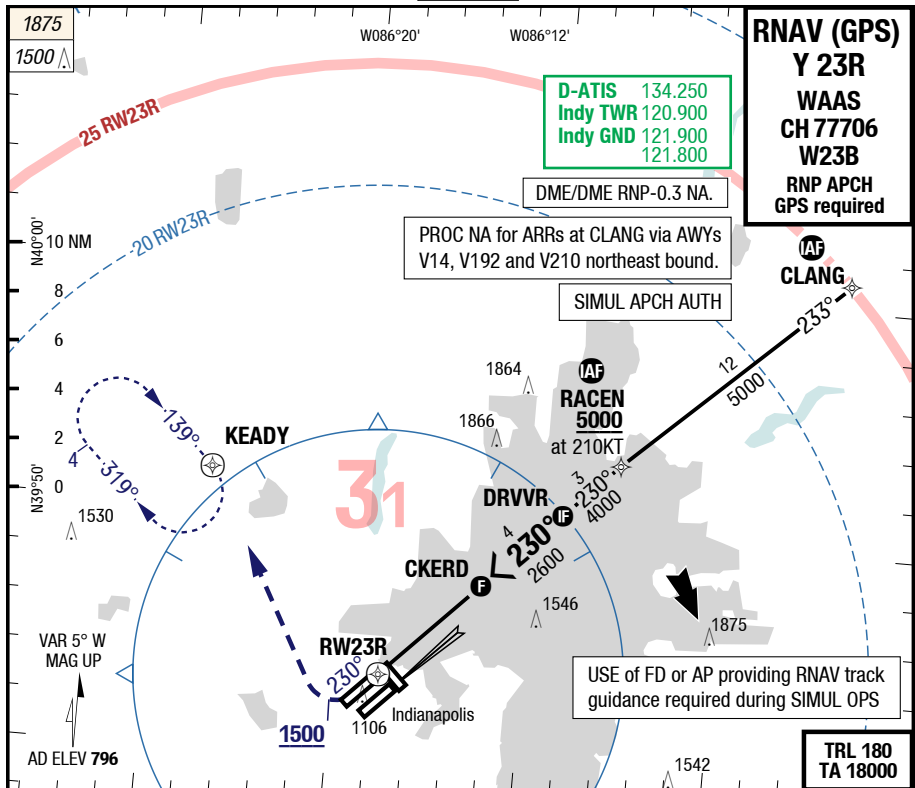 1875
1500
W086°20'
W086°12'
RNAV (GPS)
Y 23R
WAAS
CH 77706
W23B
RNP APCH
GPS required
25 RW23R
D-ATIS 134.250
Indy TWR 120.900
Indy GND 121.900
121.800
DME/DME RNP-0.3 NA.
20 RW23R
N40°00'
10 NM
PROC NA for ARRs at CLANG via AWYs
V14, V192 and V210 northeast bound.
IAF
CLANG
8
SIMUL APCH AUTH
233°
6
12
5000
1864
IAF
RACEN
5000
at 210KT
4
139°
KEADY
1866
2
4
319°
3
230°
4000
N39°50'
0
31
DRVVR
IF
1530
4
230°
2600
CKERD
F
1546
1875
VAR 5° W
MAG UP
RW23R
230°
USE of FD or AP providing RNAV track
guidance required during SIMUL OPS
1500
1106
Indianapolis
AD ELEV 796
1542
TRL 180
TA 18000